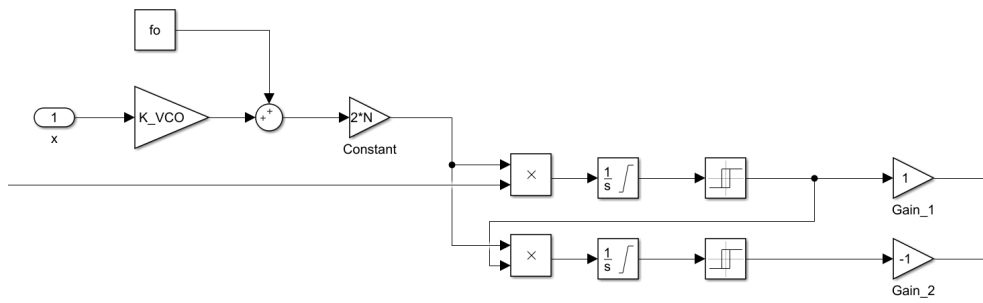 fo
1
x
K_VCO
+
+
2*N
Constant
×
1
s
1
Gain_1
×
1
s
-1
Gain_2